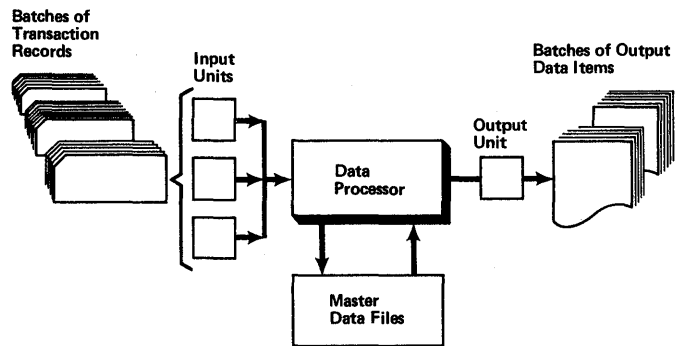 Batches of
Transaction
Records
Input
Units
Data
Processor
Master
Data Files
Output
Unit
Batches of Output
Data Items